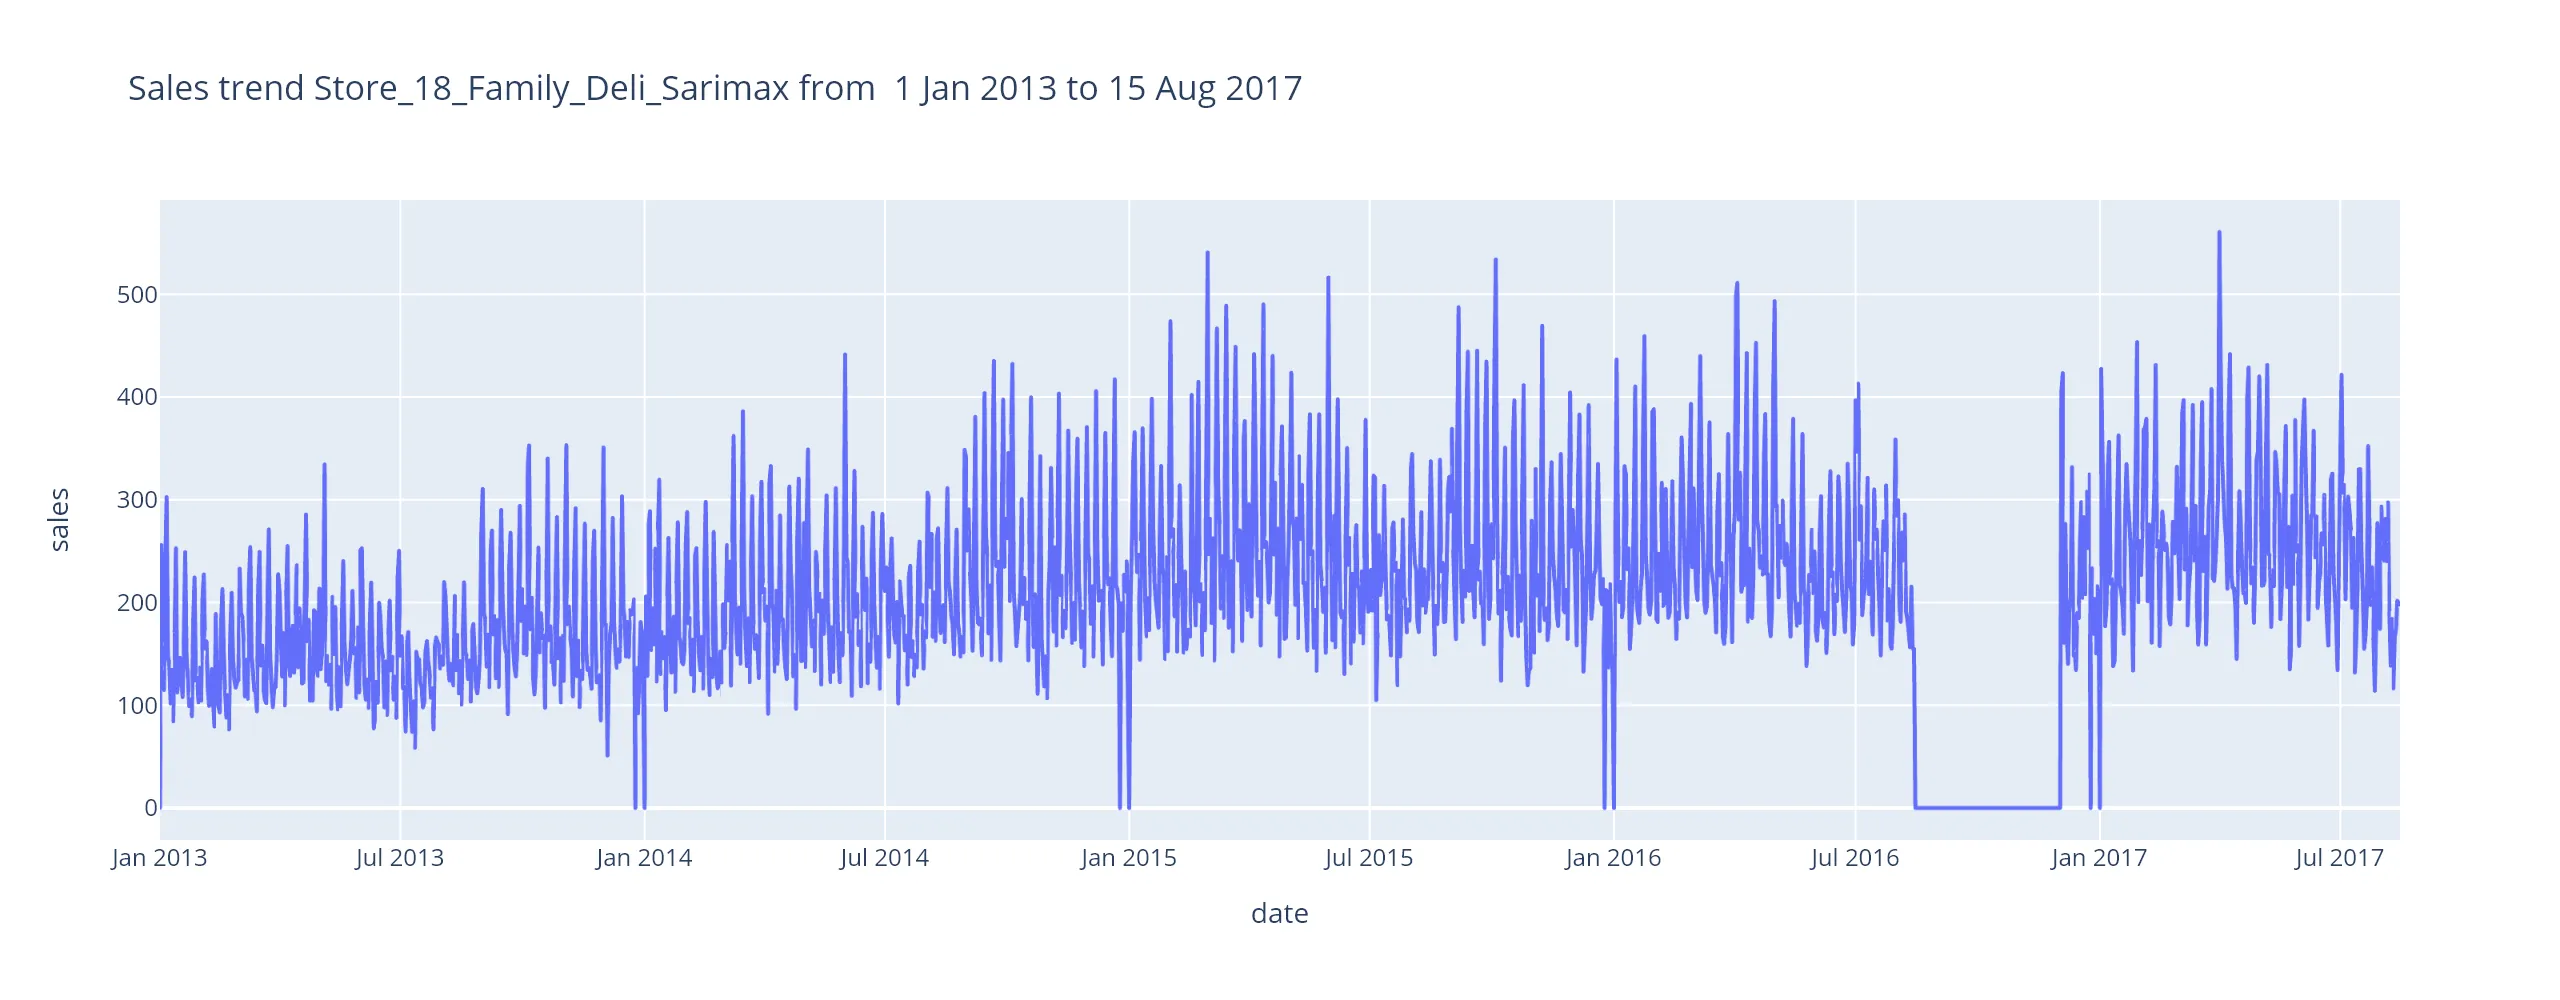 Sales trend Store_18_Family_Deli_Sarimax from  1 Jan 2013 to 15 Aug 2017
500
400
300
200
100
0
sales
Jan 2013 Jul 2013 Jan 2014 Jul 2014 Jan 2015 Jul 2015 Jan 2016 Jul 2016 Jan 2017 Jul 2017
date